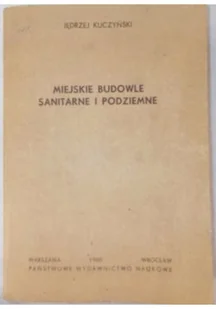 JĘDRZEJ KUCZYŃSKI
MIEJSKIE BUDOWLE
SANITARNE I PODZIEMNE
WARSZAWA 1980 WROCŁAW
PAŃSTWOWE WYDAWNICTWO NAUKOWE